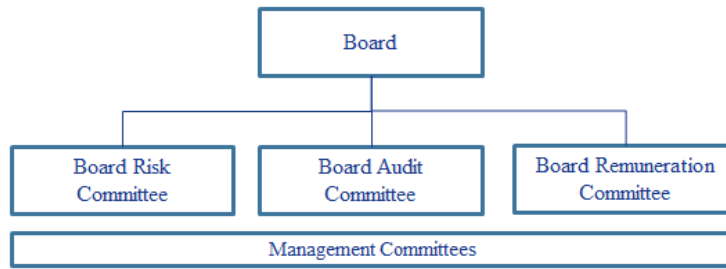 Board
Board Risk
Committee
Board Audit
Committee
Board Remuneration
Committee
Management Committees